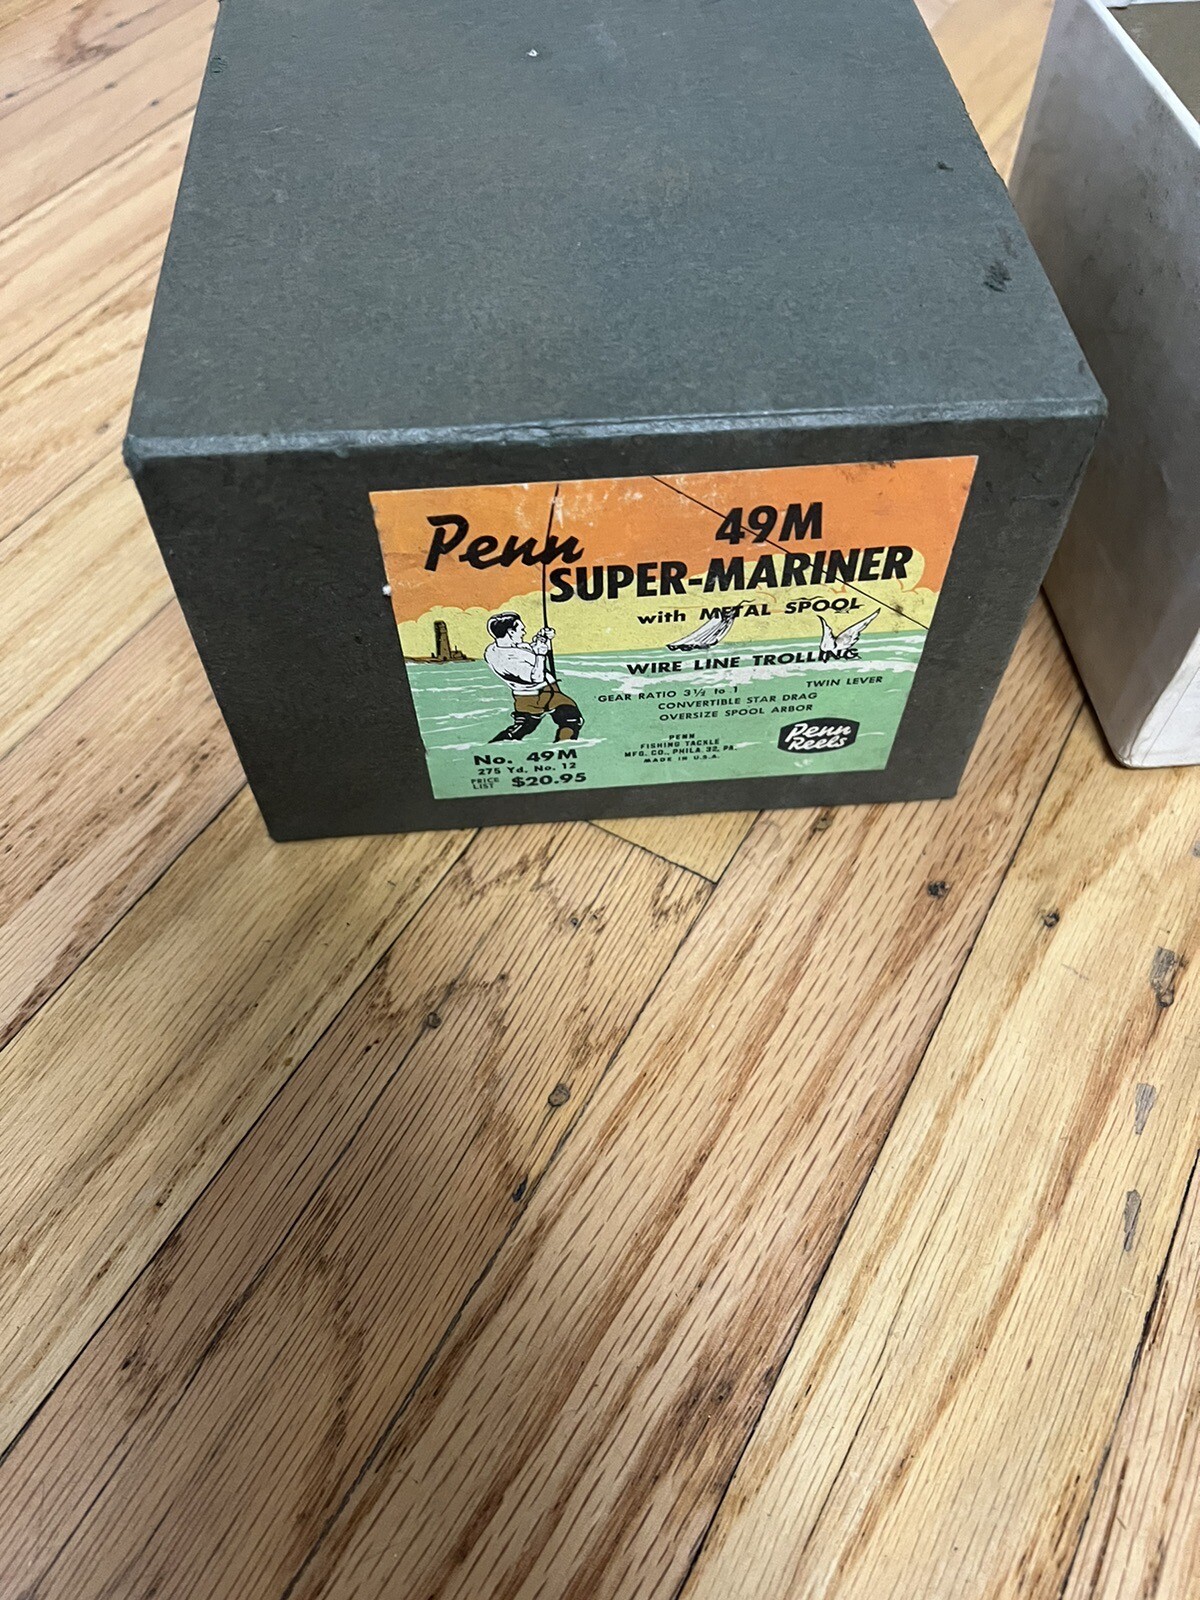 Penn
49M
SUPER-MARINER
with METAL SPOOL
WIRE LINE TROLLING
GEAR RATIO 3½ to 1 TWIN LEVER
CONVERTIBLE STAR DRAG
OVERSIZE SPOOL ARBOR
No. 49M
275 Yd. No. 12
PRICE LIST $20.95
PENN
FISHING TACKLE
MFG. CO., PHILA. 32, PA.
MADE IN U.S.A.
Penn
Reels